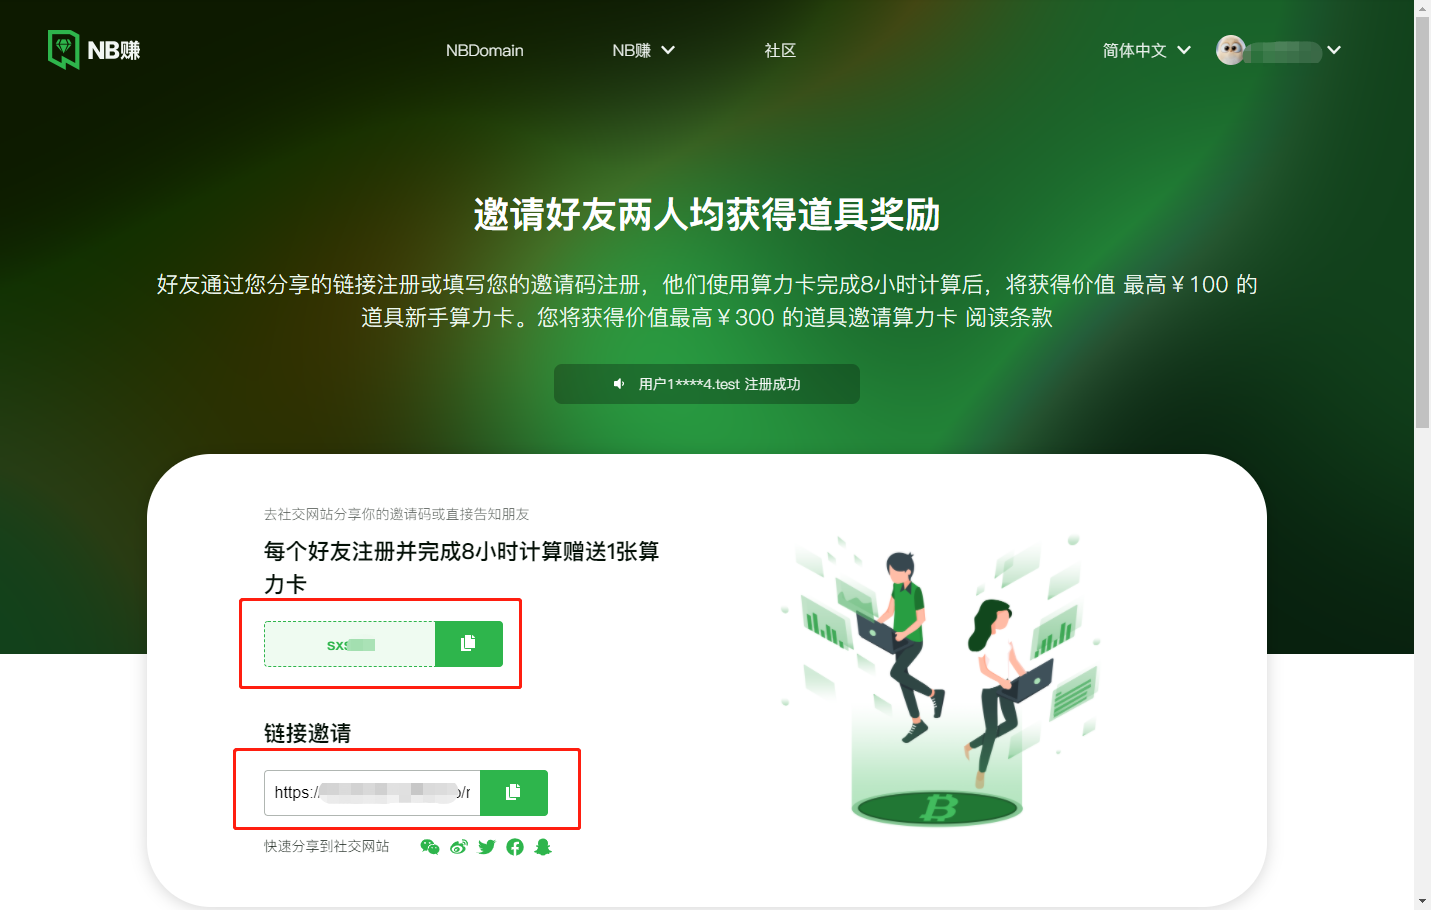 NB赚
NBDomain
NB赚
社区
简体中文
邀请好友两人均获得道具奖励
好友通过您分享的链接注册或填写您的邀请码注册，他们使用算力卡完成8小时计算后，将获得价值 最高￥100 的
道具新手算力卡。您将获得价值最高￥300 的道具邀请算力卡 阅读条款
用户1****4.test 注册成功
去社交网站分享你的邀请码或直接告知朋友
每个好友注册并完成8小时计算赠送1张算
力卡
链接邀请
https:/
快速分享到社交网站